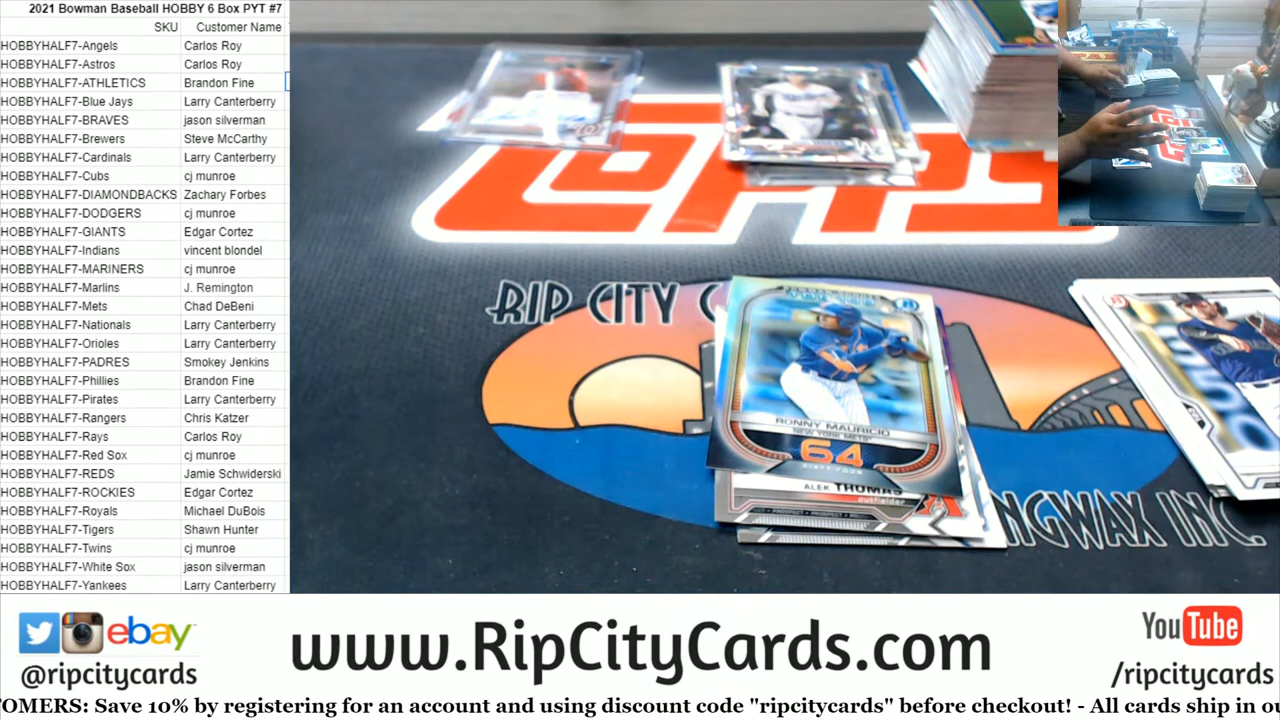 2021 Bowman Baseball HOBBY 6 Box PYT #7
SKU Customer Name
HOBBYHALF7-Angels Carlos Roy
HOBBYHALF7-Astros Carlos Roy
HOBBYHALF7-ATHLETICS Brandon Fine
HOBBYHALF7-Blue Jays Larry Canterberry
HOBBYHALF7-BRAVES jason silverman
HOBBYHALF7-Brewers Steve McCarthy
HOBBYHALF7-Cardinals Larry Canterberry
HOBBYHALF7-Cubs cj munroe
HOBBYHALF7-DIAMONDBACKS Zachary Forbes
HOBBYHALF7-DODGERS cj munroe
HOBBYHALF7-GIANTS Edgar Cortez
HOBBYHALF7-Indians vincent blondel
HOBBYHALF7-MARINERS cj munroe
HOBBYHALF7-Marlins J. Remington
HOBBYHALF7-Mets Chad DeBeni
HOBBYHALF7-Nationals Larry Canterberry
HOBBYHALF7-Orioles Larry Canterberry
HOBBYHALF7-PADRES Smokey Jenkins
HOBBYHALF7-Phillies Brandon Fine
HOBBYHALF7-Pirates Larry Canterberry
HOBBYHALF7-Rangers Chris Katzer
HOBBYHALF7-Rays Carlos Roy
HOBBYHALF7-Red Sox cj munroe
HOBBYHALF7-REDS Jamie Schwiderski
HOBBYHALF7-ROCKIES Edgar Cortez
HOBBYHALF7-Royals Michael DuBois
HOBBYHALF7-Tigers Shawn Hunter
HOBBYHALF7-Twins cj munroe
HOBBYHALF7-White Sox jason silverman
HOBBYHALF7-Yankees Larry Canterberry
RIP CITY C
RONNY MAURICIO
NEW YORK METS
64
SIXTY-FOUR
ALEK THOMAS
outfielder
NGWAX INC.
ebay
@ripcitycards
www.RipCityCards.com
YouTube
/ripcitycards
TOMERS: Save 10% by registering for an account and using discount code "ripcitycards" before checkout! - All cards ship in ou